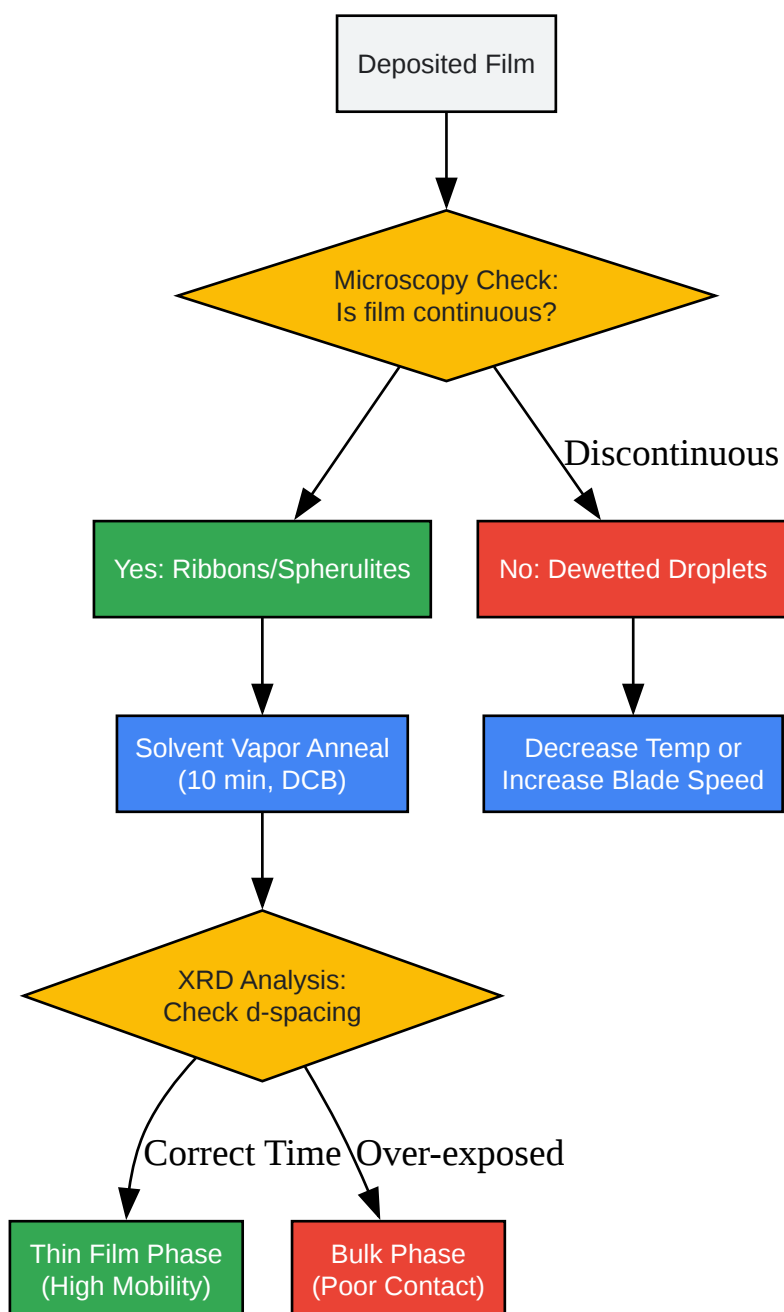 Deposited Film
Microscopy Check:
Is film continuous?
Discontinuous
Yes: Ribbons/Spherulites
No: Dewetted Droplets
Solvent Vapor Anneal
(10 min, DCB)
Decrease Temp or
Increase Blade Speed
XRD Analysis:
Check d-spacing
Correct Time
Over-exposed
Thin Film Phase
(High Mobility)
Bulk Phase
(Poor Contact)